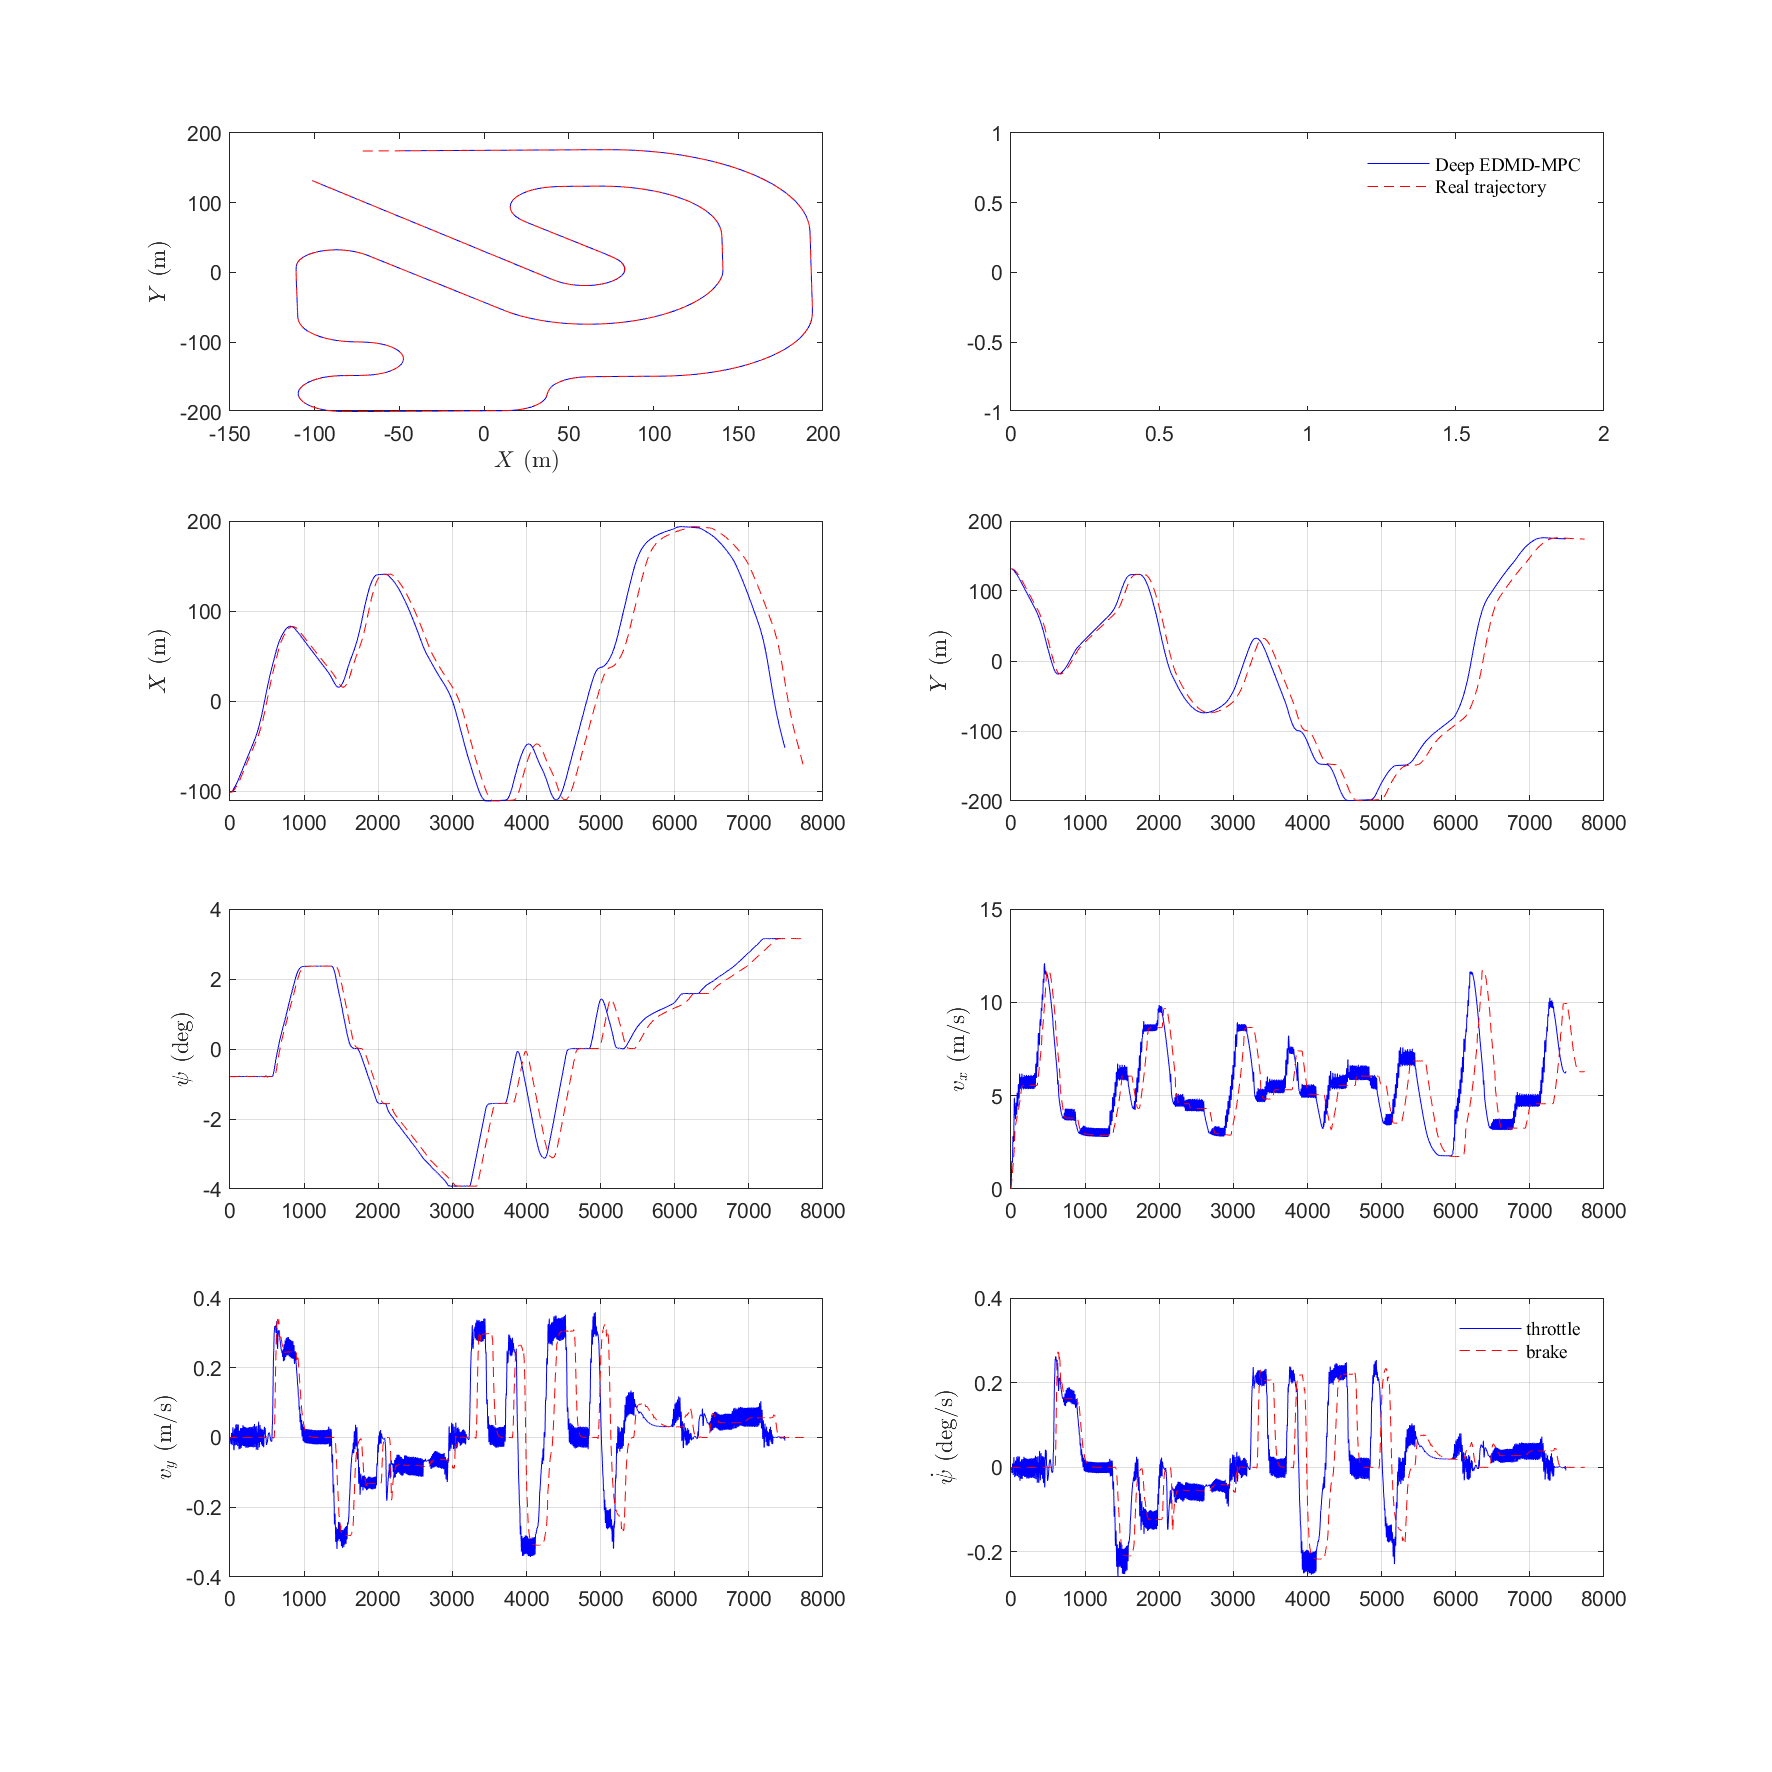 200
100
0
-100
-200
-150 -100 -50 0 50 100 150 200
X (m)
Y (m)
1
0.5
0
-0.5
-1
0 0.5 1 1.5 2
Deep EDMD-MPC
Real trajectory
200
100
0
-100
0 1000 2000 3000 4000 5000 6000 7000 8000
X (m)
200
100
0
-100
-200
0 1000 2000 3000 4000 5000 6000 7000 8000
Y (m)
4
2
0
-2
-4
0 1000 2000 3000 4000 5000 6000 7000 8000
ψ (deg)
15
10
5
0
0 1000 2000 3000 4000 5000 6000 7000 8000
v_x (m/s)
0.4
0.2
0
-0.2
-0.4
0 1000 2000 3000 4000 5000 6000 7000 8000
v_y (m/s)
0.4
0.2
0
-0.2
0 1000 2000 3000 4000 5000 6000 7000 8000
ψ̇ (deg/s)
throttle
brake